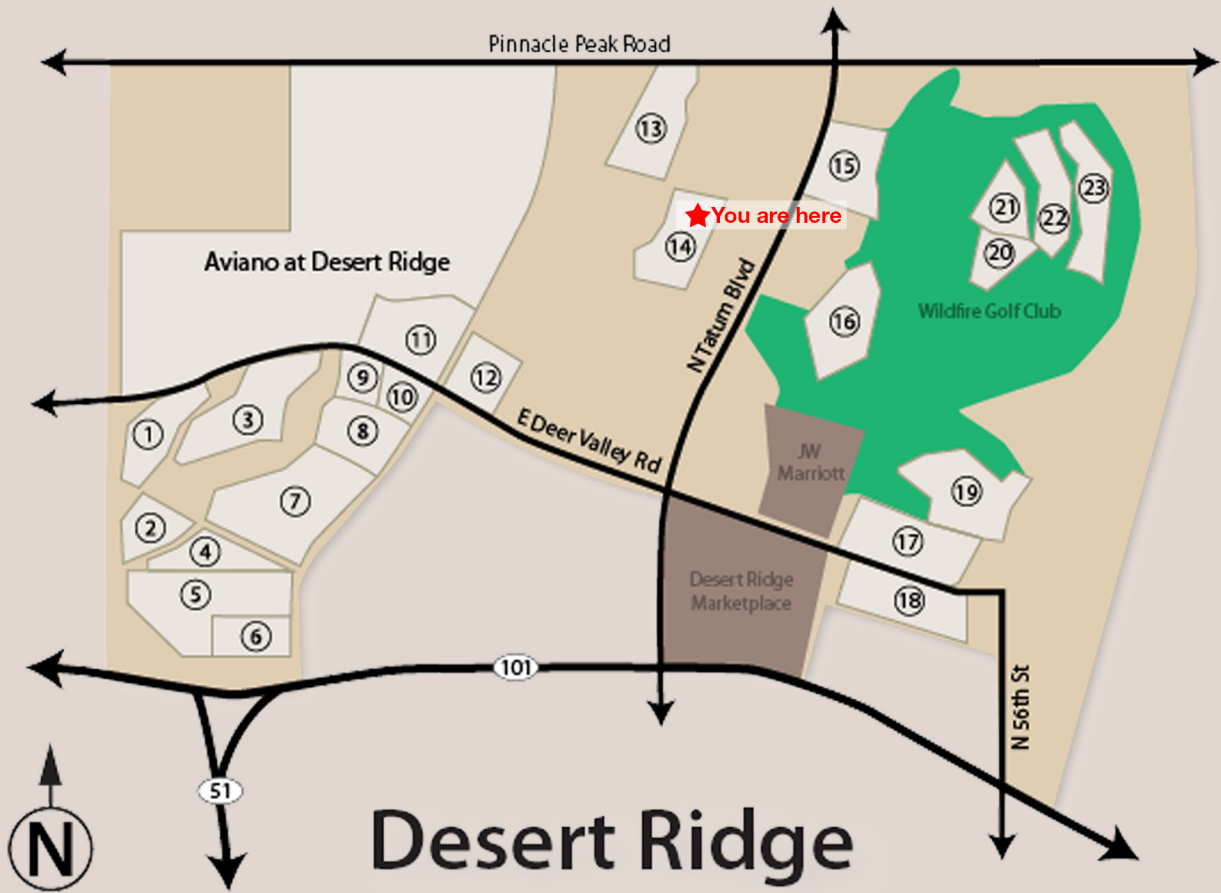 Pinnacle Peak Road
13
15
23
21
22
You are here
14
20
Aviano at Desert Ridge
N Tatum Blvd
Wildfire Golf Club
16
11
12
9
10
3
1
8
E Deer Valley Rd
JW
Marriott
19
7
2
4
17
5
Desert Ridge
Marketplace
18
6
101
N 56th St
51
N
Desert Ridge